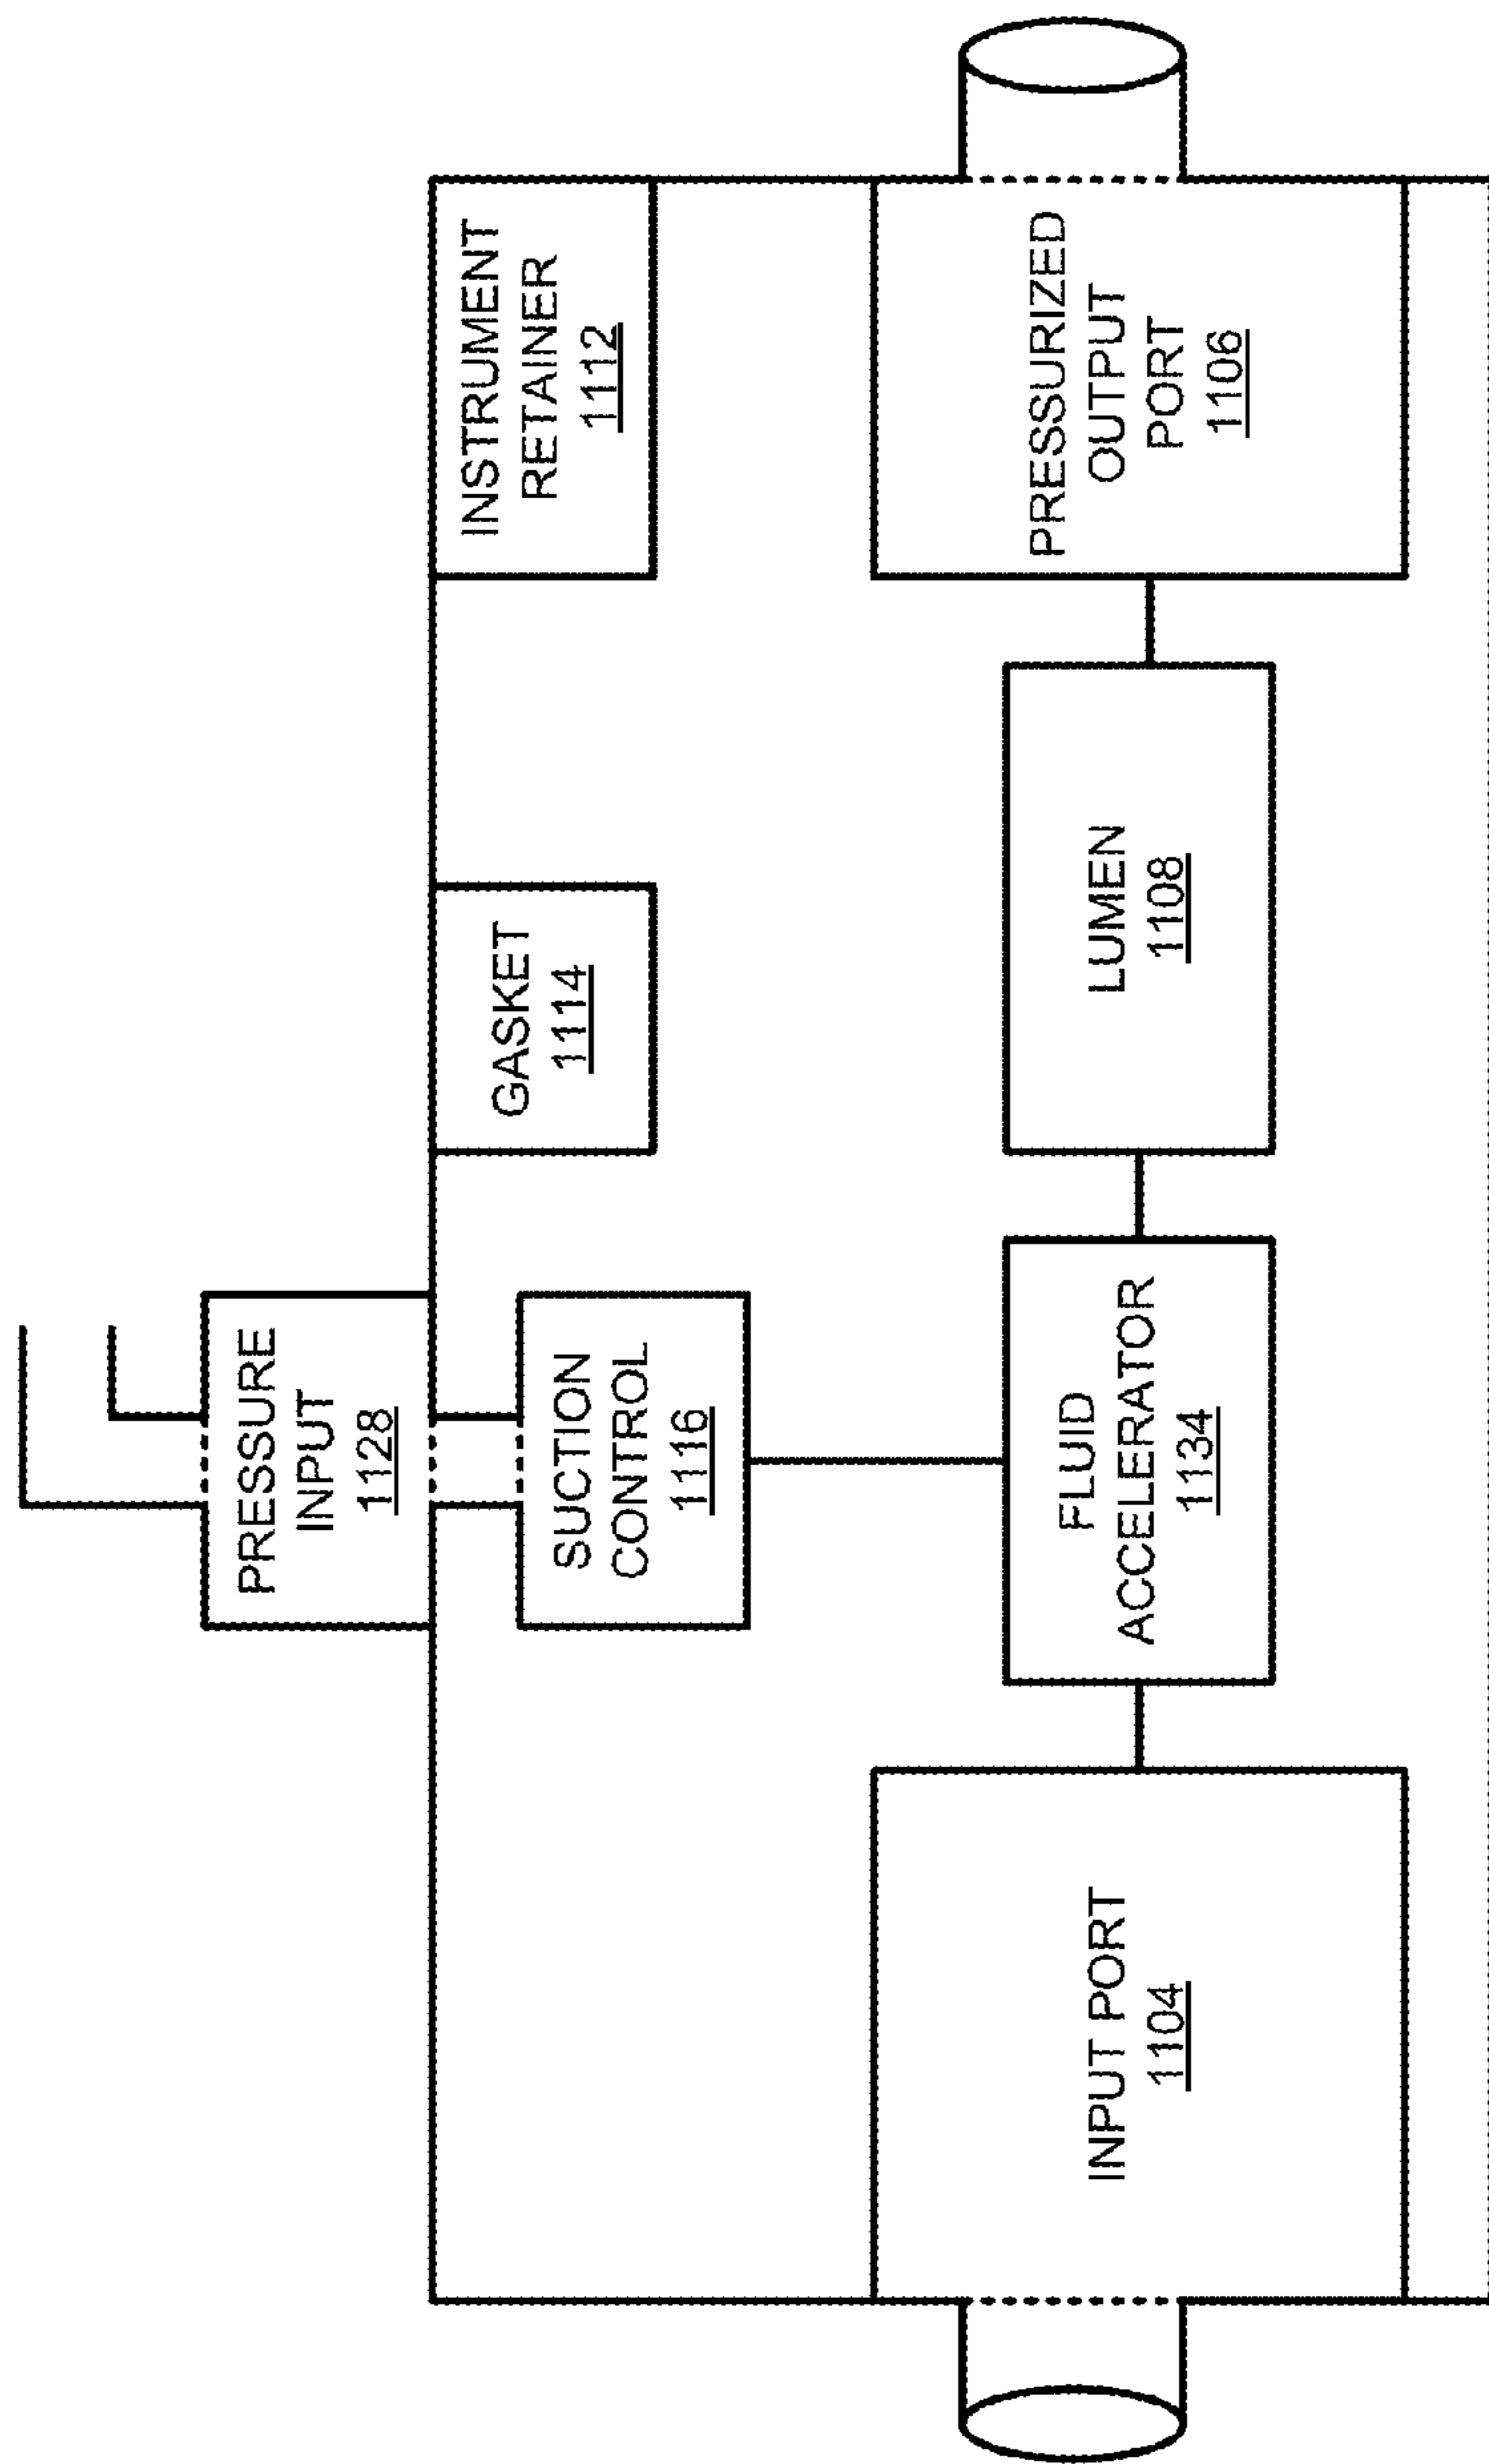 PRESSURE
INPUT
1128
SUCTION
CONTROL
1116
GASKET
1114
INSTRUMENT
RETAINER
1112
INPUT PORT
1104
FLUID
ACCELERATOR
1134
LUMEN
1108
PRESSURIZED
OUTPUT
PORT
1106